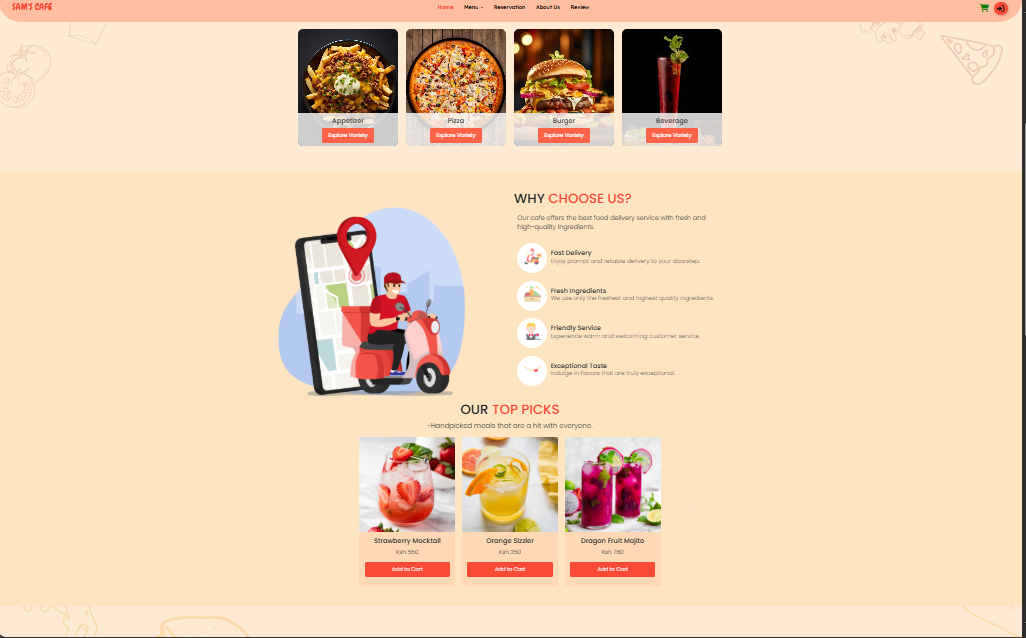 SAM'S CAFE
Home Menu Reservation About Us Review
Appetizer Pizza Burger Beverage
Explore Variety Explore Variety Explore Variety Explore Variety
WHY CHOOSE US?
Our cafe offers the best food delivery service with fresh and
high-quality ingredients.
Fast Delivery
Enjoy prompt and reliable delivery to your doorstep.
Fresh Ingredients
We use only the freshest and highest quality ingredients.
Friendly Service
Experience warm and welcoming customer service.
Exceptional Taste
Indulge in flavors that are truly exceptional.
OUR TOP PICKS
-Handpicked meals that are a hit with everyone.
Strawberry Mocktail Orange Sizzler Dragon Fruit Mojito
Ksh 550 Ksh 350 Ksh 780
Add to Cart Add to Cart Add to Cart